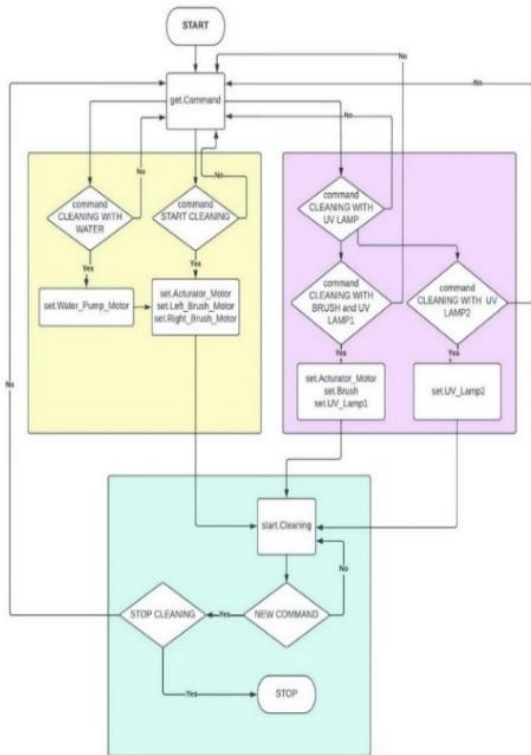 START
No
No
get.Command
No
Yes
No
No
command
CLEANING WITH
WATER
command
START CLEANING
command
CLEANING WITH
UV LAMP
Yes
Yes
command
CLEANING WITH
BRUSH and UV
LAMP1
command
CLEANING WITH UV
LAMP2
set.Water_Pump_Motor
set.Acturator_Motor
set.Left_Brush_Motor
set.Right_Brush_Motor
Yes
Yes
set.Acturator_Motor
set.Brush
set.UV_Lamp1
set.UV_Lamp2
No
start.Cleaning
No
STOP CLEANING
Yes
NEW COMMAND
Yes
STOP